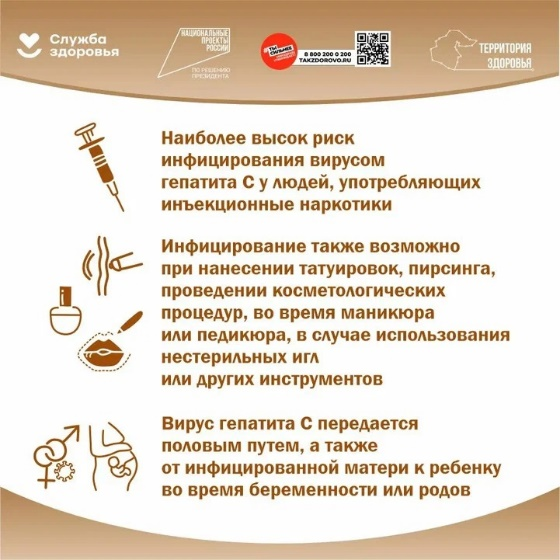 Служба
здоровья
НАЦИОНАЛЬНЫЕ
ПРОЕКТЫ
РОССИИ
ПО РЕШЕНИЮ
ПРЕЗИДЕНТА
ТЫ
СИЛЬНЕЕ
8 800 200 0 200
TAKZDOROVO.RU
ТЕРРИТОРИЯ
ЗДОРОВЬЯ
Наиболее высок риск
инфицирования вирусом
гепатита С у людей, употребляющих
инъекционные наркотики
Инфицирование также возможно
при нанесении татуировок, пирсинга,
проведении косметологических
процедур, во время маникюра
или педикюра, в случае использования
нестерильных игл
или других инструментов
Вирус гепатита С передается
половым путем, а также
от инфицированной матери к ребенку
во время беременности или родов